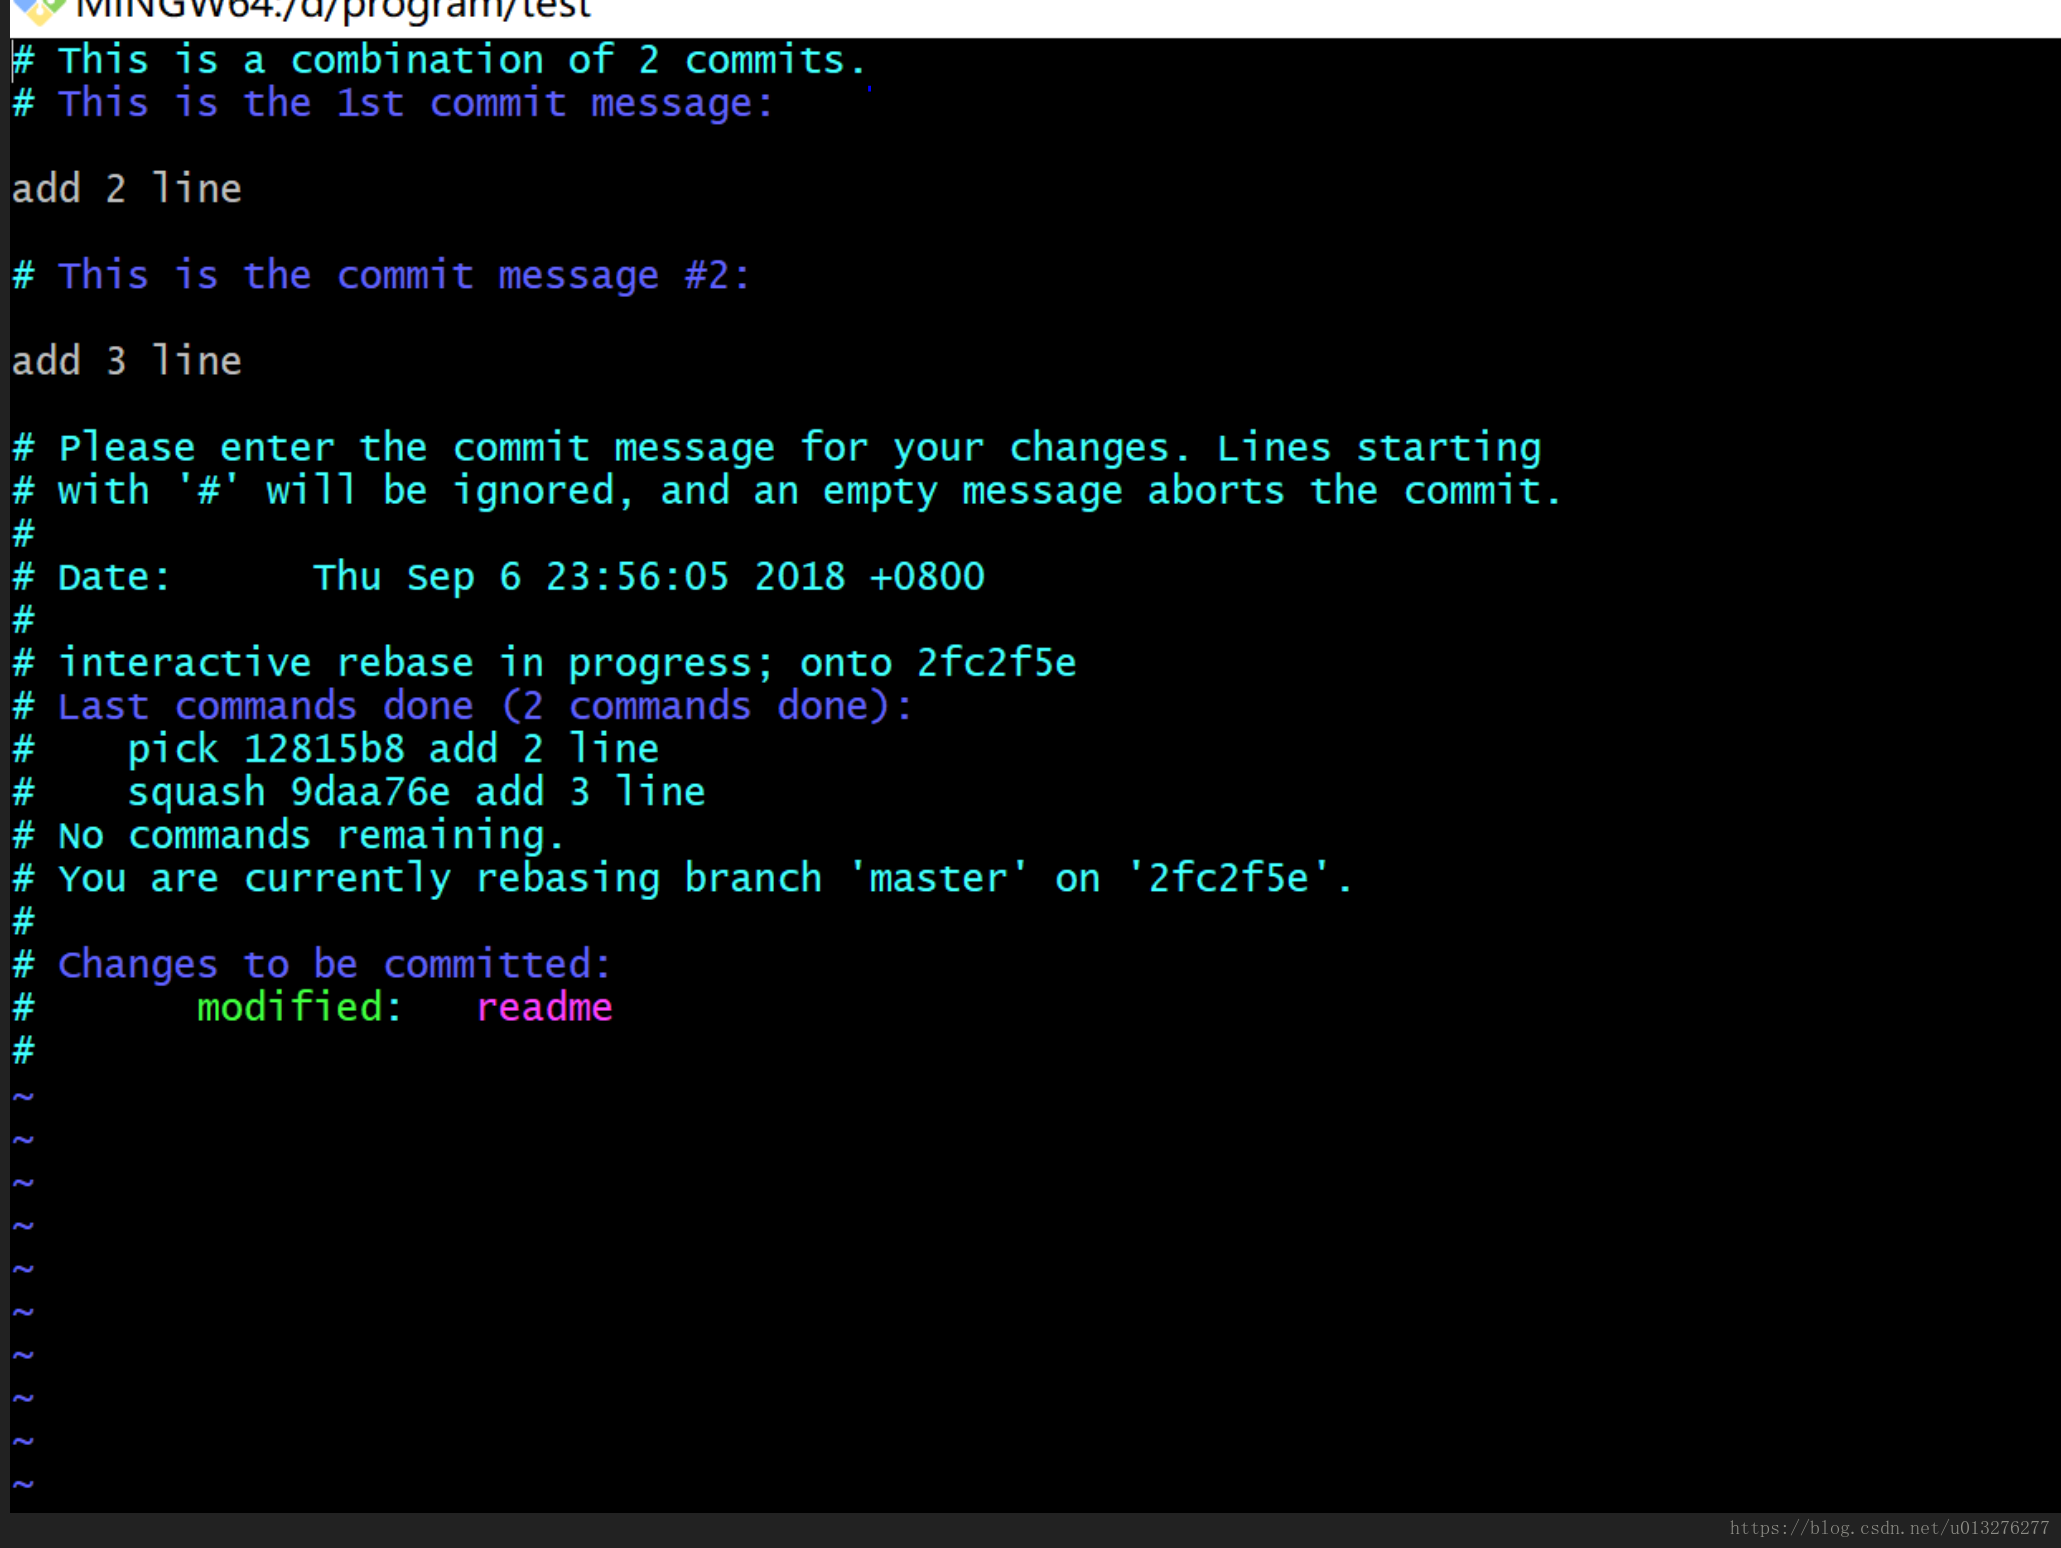 MINGW64:/d/program/test
# This is a combination of 2 commits.
# This is the 1st commit message:
add 2 line
# This is the commit message #2:
add 3 line
# Please enter the commit message for your changes. Lines starting
# with '#' will be ignored, and an empty message aborts the commit.
#
# Date:      Thu Sep 6 23:56:05 2018 +0800
#
# interactive rebase in progress; onto 2fc2f5e
# Last commands done (2 commands done):
#    pick 12815b8 add 2 line
#    squash 9daa76e add 3 line
# No commands remaining.
# You are currently rebasing branch 'master' on '2fc2f5e'.
#
# Changes to be committed:
#       modified:   readme
#
~
~
~
~
~
~
~
~
~
~
https://blog.csdn.net/u013276277